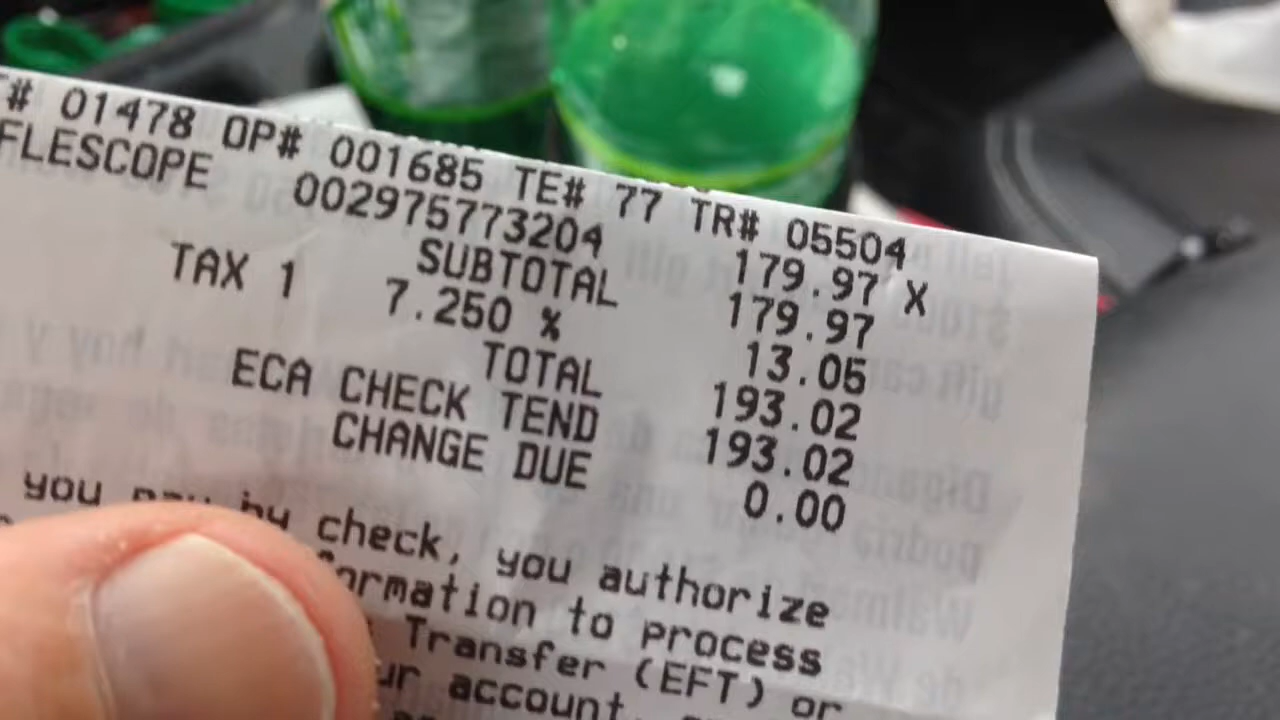 # 01478 OP# 001685 TE# 77 TR# 05504
FLESCOPE 002975773204 179.97 X
SUBTOTAL 179.97
TAX 1 7.250 % 13.05
TOTAL 193.02
ECA CHECK TEND 193.02
CHANGE DUE 0.00
you pay by check, you authorize
formation to process
Transfer (EFT) or
ur account.